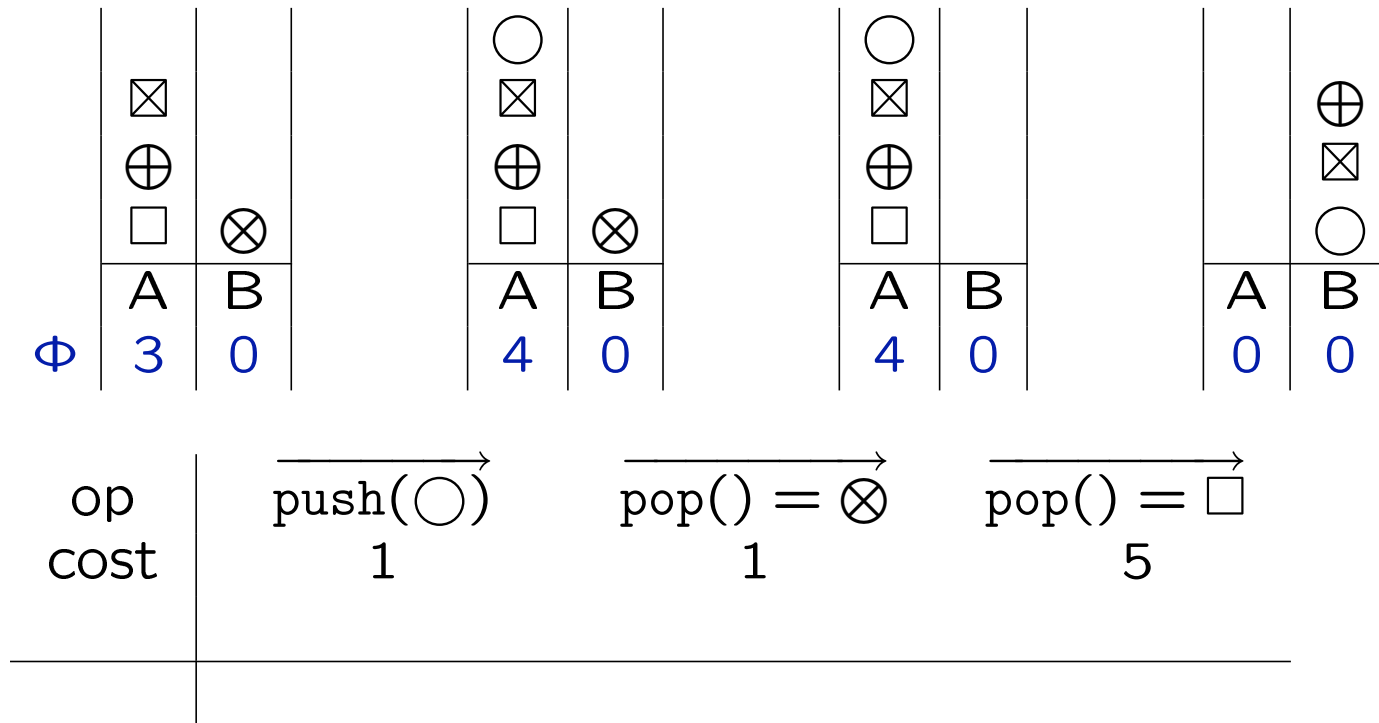 A B A B A B A B
Φ 3 0 4 0 4 0 0 0
op push(◯) pop() = ⊗ pop() = □
cost 1 1 5